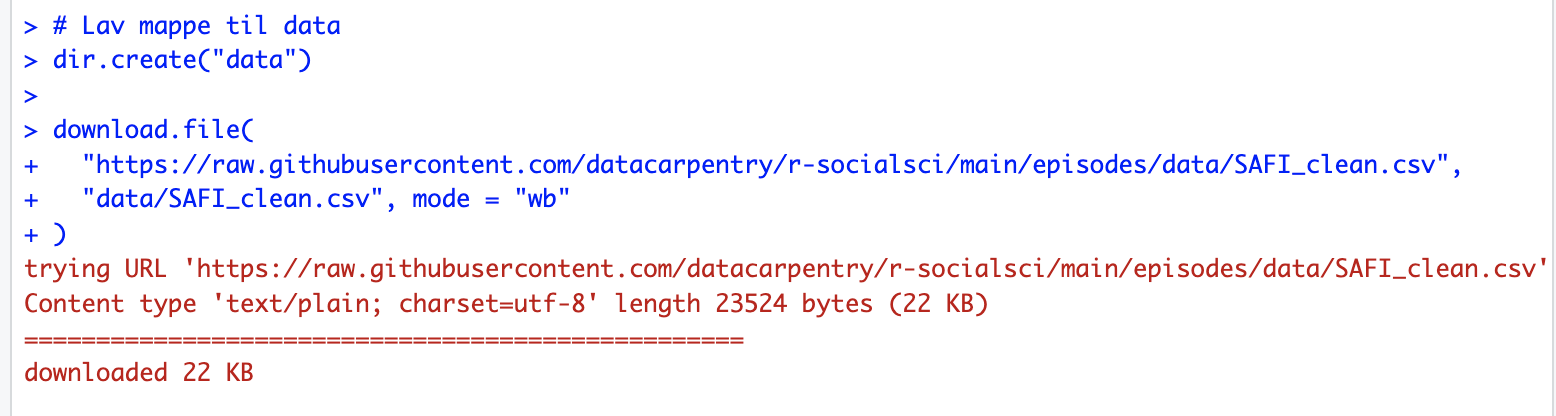 > # Lav mappe til data
> dir.create("data")
>
> download.file(
+   "https://raw.githubusercontent.com/datacarpentry/r-socialsci/main/episodes/data/SAFI_clean.csv",
+   "data/SAFI_clean.csv", mode = "wb"
+ )
trying URL 'https://raw.githubusercontent.com/datacarpentry/r-socialsci/main/episodes/data/SAFI_clean.csv'
Content type 'text/plain; charset=utf-8' length 23524 bytes (22 KB)
==================================================
downloaded 22 KB